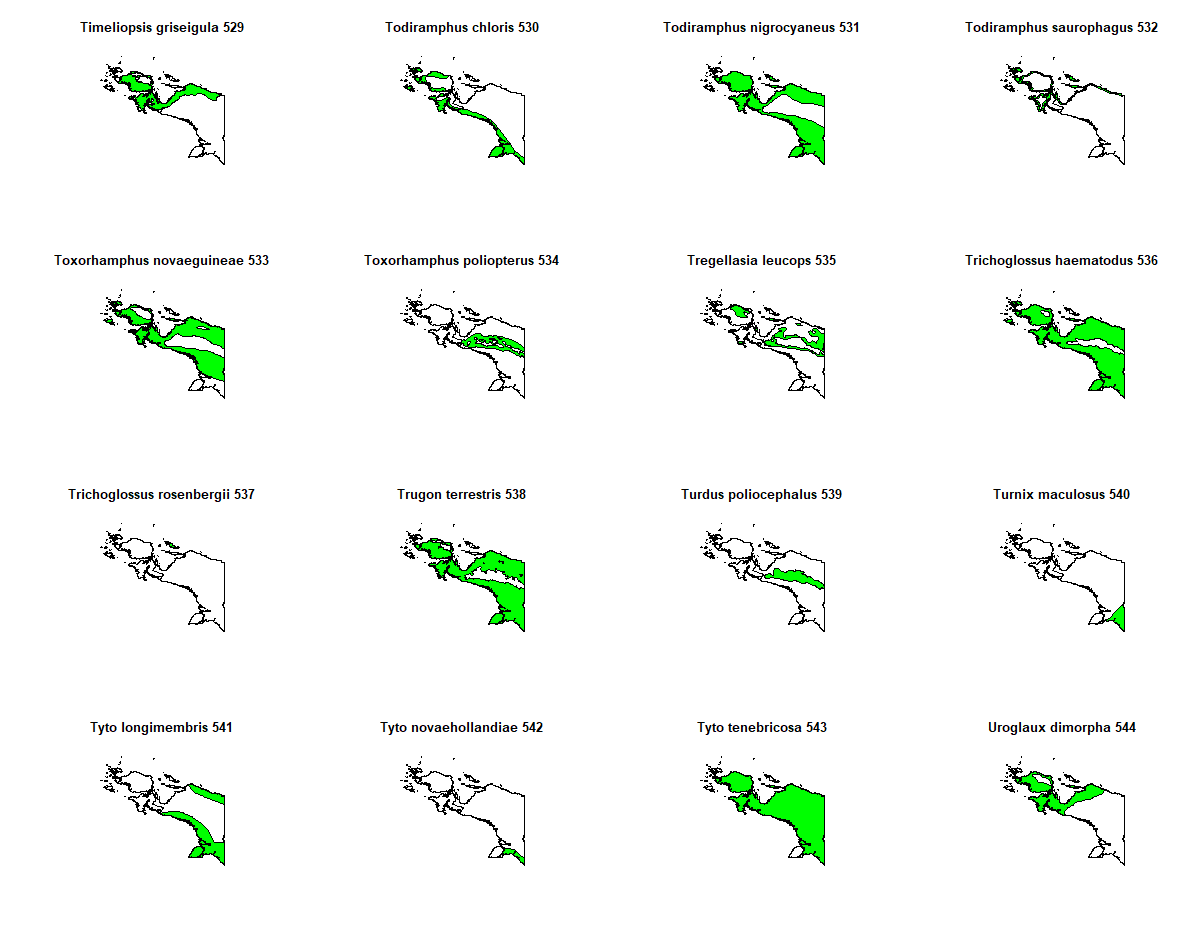 Timeliopsis griseigula 529
Todiramphus chloris 530
Todiramphus nigrocyaneus 531
Todiramphus saurophagus 532
Toxorhamphus novaeguineae 533
Toxorhamphus poliopterus 534
Tregellasia leucops 535
Trichoglossus haematodus 536
Trichoglossus rosenbergii 537
Trugon terrestris 538
Turdus poliocephalus 539
Turnix maculosus 540
Tyto longimembris 541
Tyto novaehollandiae 542
Tyto tenebricosa 543
Uroglaux dimorpha 544